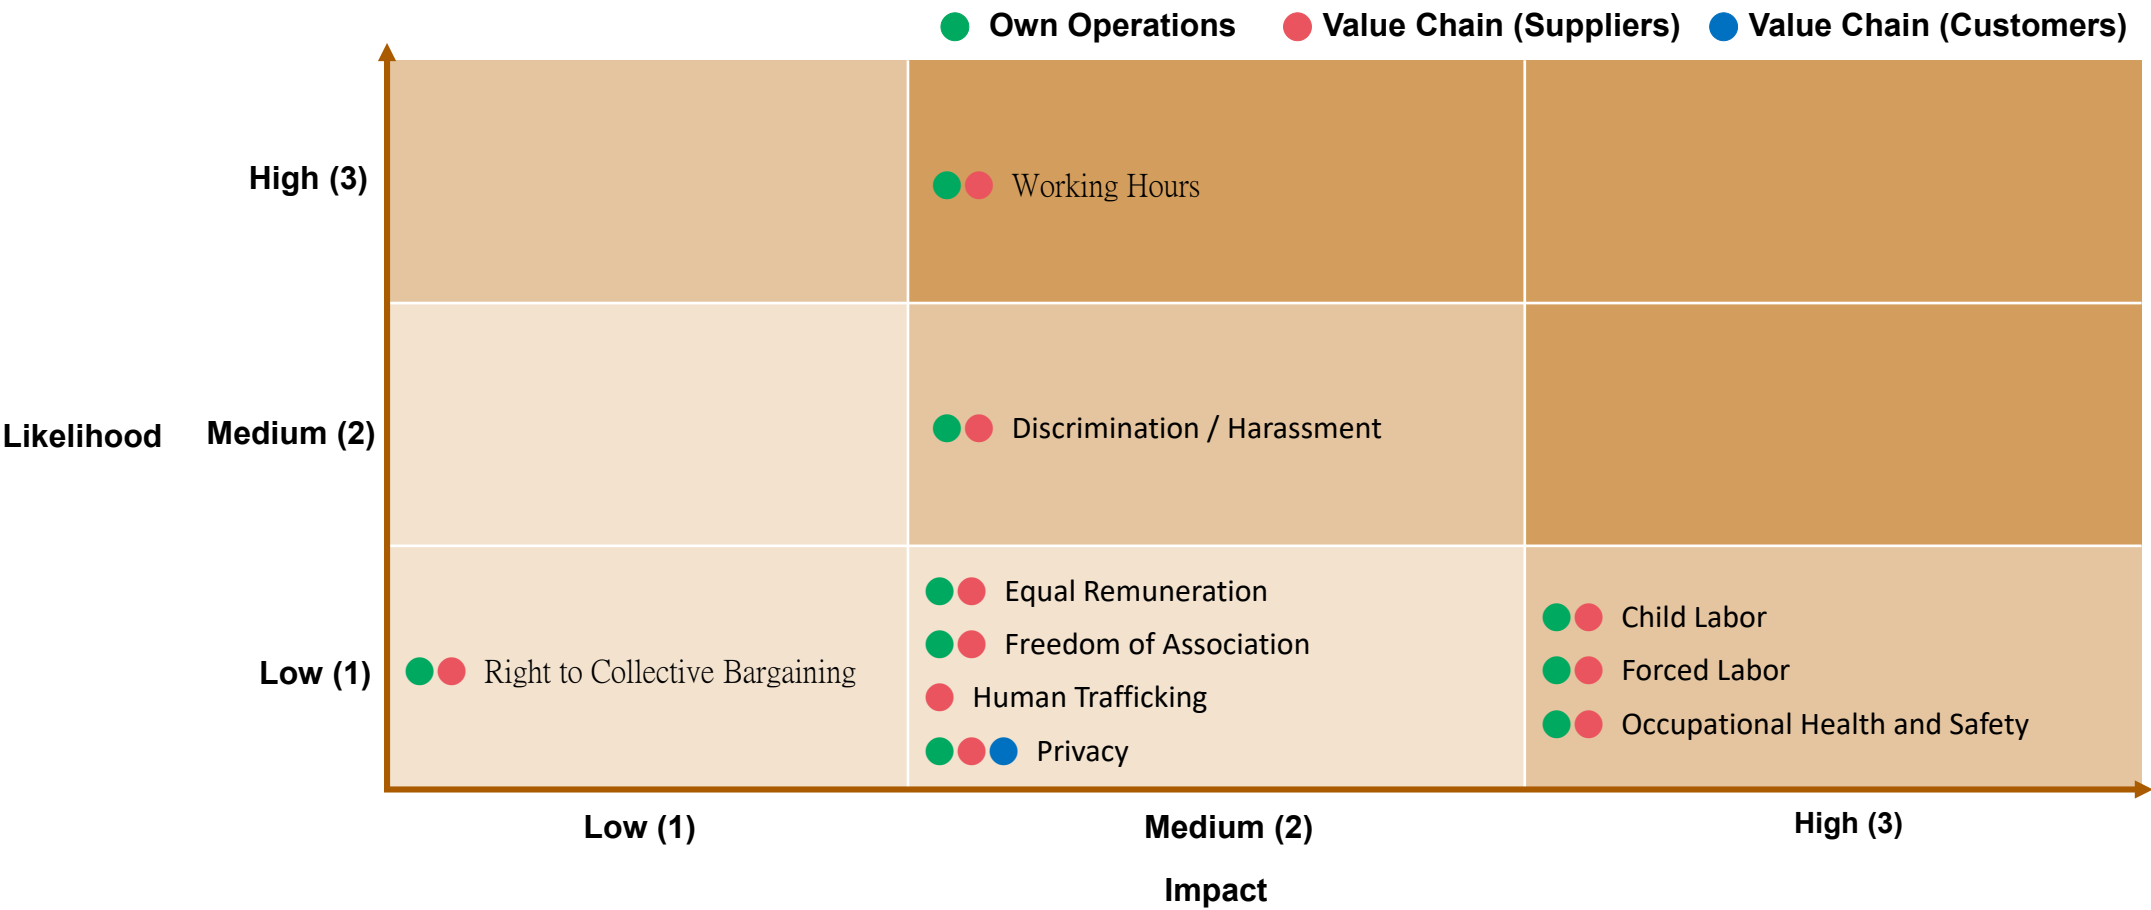 Own Operations
Value Chain (Suppliers)
Value Chain (Customers)
High (3)
Working Hours
Likelihood
Medium (2)
Discrimination / Harassment
Low (1)
Right to Collective Bargaining
Equal Remuneration
Freedom of Association
Human Trafficking
Privacy
Child Labor
Forced Labor
Occupational Health and Safety
Low (1)
Medium (2)
High (3)
Impact